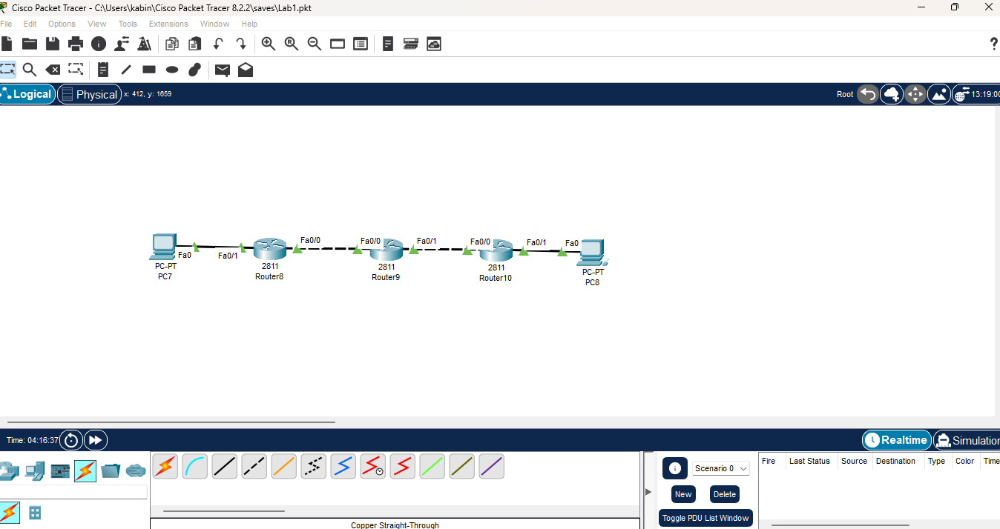 Cisco Packet Tracer - C:\Users\kabin\Cisco Packet Tracer 8.2.2\saves\Lab1.pkt
File Edit Options View Tools Extensions Window Help
?
Logical Physical x: 412, y: 1659 Root 13:19:00
Fa0/0 Fa0/0 Fa0/1 Fa0/0 Fa0/1 Fa0
Fa0 Fa0/1
PC-PT 2811 2811 2811 PC-PT
PC7 Router8 Router9 Router10 PC8
Time: 04:16:37 Realtime Simulation
Fire Last Status Source Destination Type Color Time
Scenario 0
New Delete
Toggle PDU List Window
Copper Straight-Through